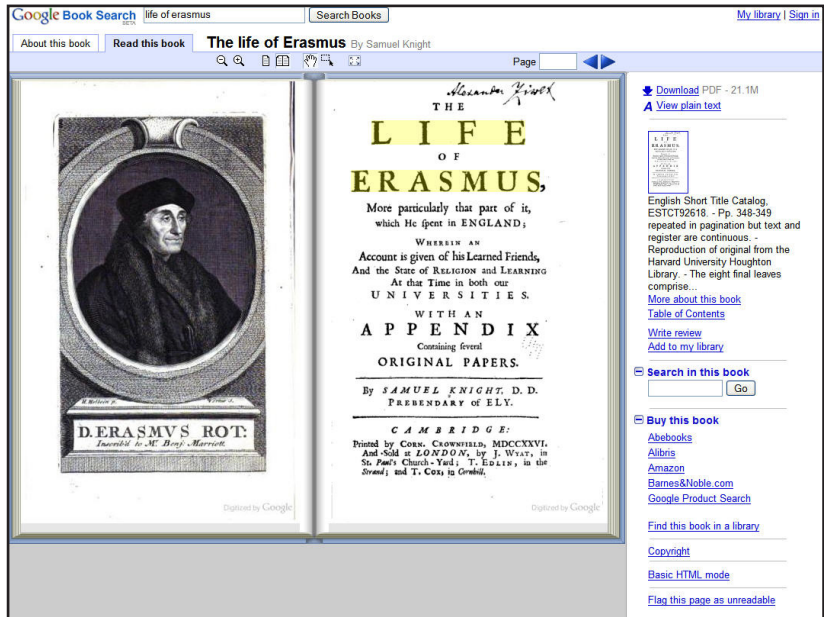 Google Book Search BETA
life of erasmus
Search Books
My library | Sign in
About this book
Read this book
The life of Erasmus By Samuel Knight
Page
Alexander Ziwet
THE
LIFE
OF
ERASMUS,
More particularly that part of it,
which He ſpent in ENGLAND;
WHEREIN AN
Account is given of his Learned Friends,
And the State of RELIGION and LEARNING
At that Time in both our
UNIVERSITIES.
WITH AN
APPENDIX
Containing ſeveral
ORIGINAL PAPERS.
By SAMUEL KNIGHT, D. D.
PREBENDARY of ELY.
CAMBRIDGE:
Printed by CORN. CROWNFIELD, MDCCXXVI.
And Sold at LONDON, by J. WYAT, in
St. Paul's Church-Yard; T. EDLIN, in the
Strand; and T. COX, in Cornhill.
Digitized by Google
D. ERASMVS ROT:
Inscrib'd to Mr. Benj: Marriott.
Digitized by Google
Download PDF - 21.1M
A View plain text
English Short Title Catalog,
ESTCT92618. - Pp. 348-349
repeated in pagination but text and
register are continuous. -
Reproduction of original from the
Harvard University Houghton
Library. - The eight final leaves
comprise...
More about this book
Table of Contents
Write review
Add to my library
Search in this book
Go
Buy this book
Abebooks
Alibris
Amazon
Barnes&Noble.com
Google Product Search
Find this book in a library
Copyright
Basic HTML mode
Flag this page as unreadable